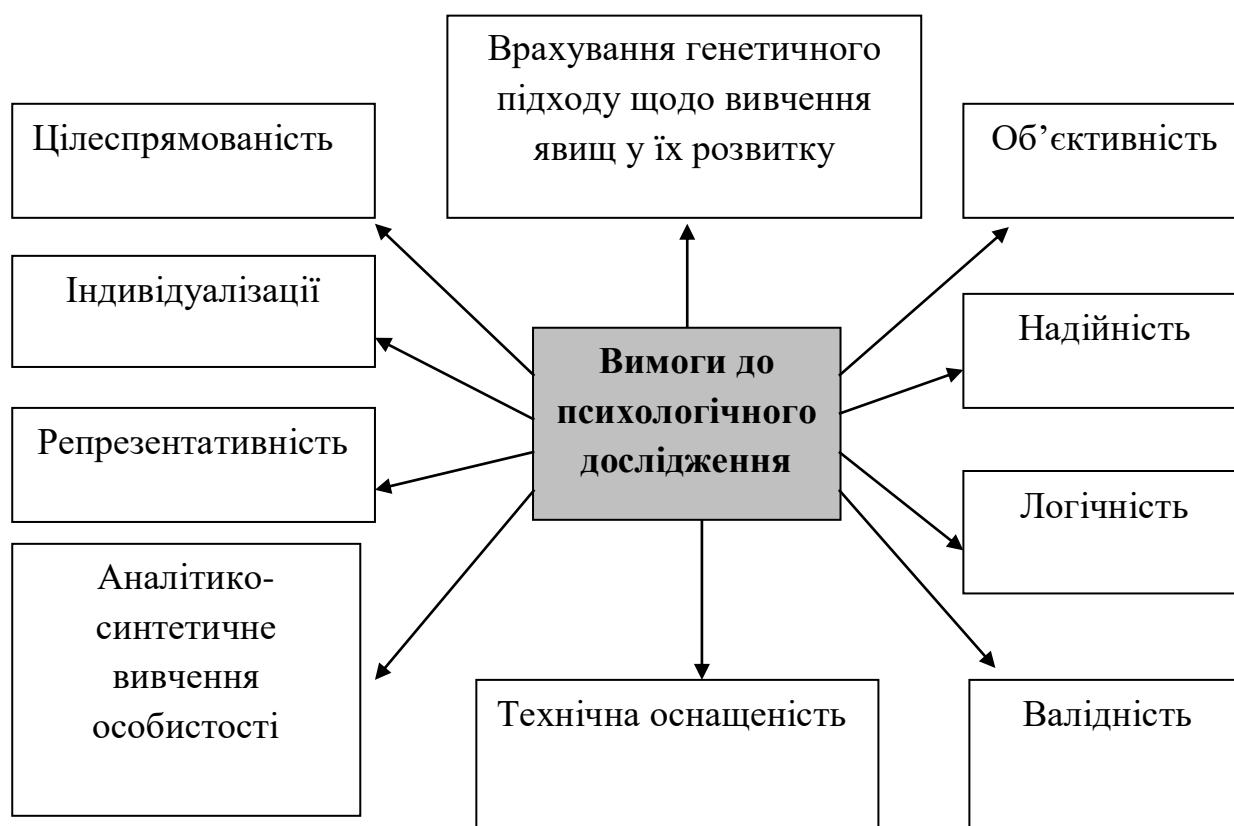 Врахування генетичного
підходу щодо вивчення
явищ у їх розвитку
Цілеспрямованість
Об’єктивність
Індивідуалізації
Надійність
Вимоги до
психологічного
дослідження
Репрезентативність
Логічність
Аналітико-
синтетичне
вивчення
особистості
Технічна оснащеність
Валідність